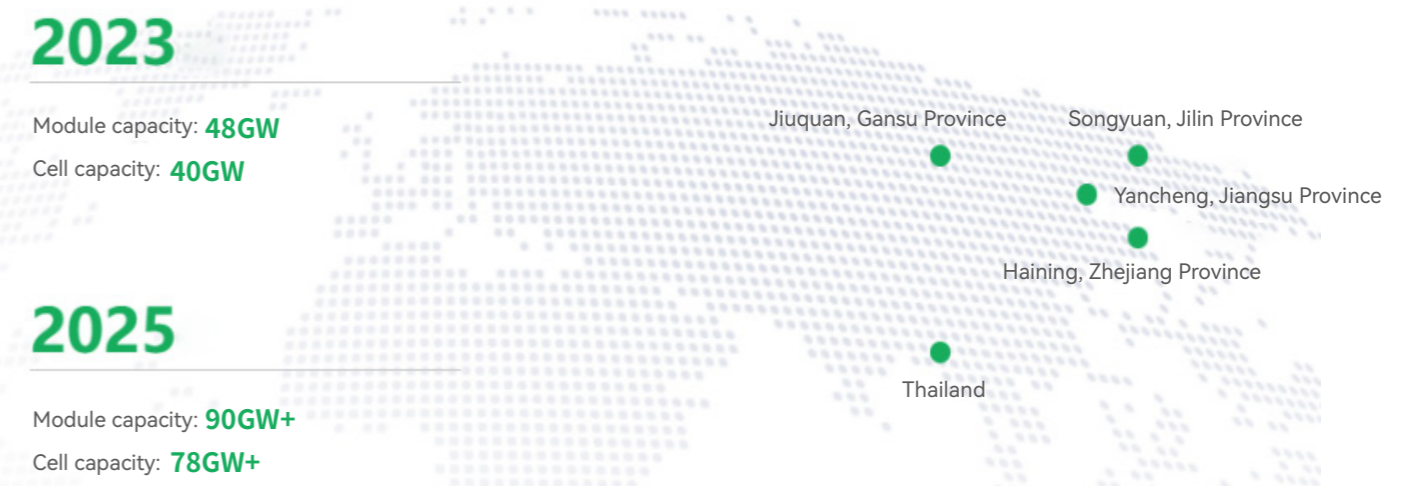 2023
Module capacity: 48GW
Cell capacity: 40GW
2025
Module capacity: 90GW+
Cell capacity: 78GW+
Jiuquan, Gansu Province
Songyuan, Jilin Province
Yancheng, Jiangsu Province
Haining, Zhejiang Province
Thailand